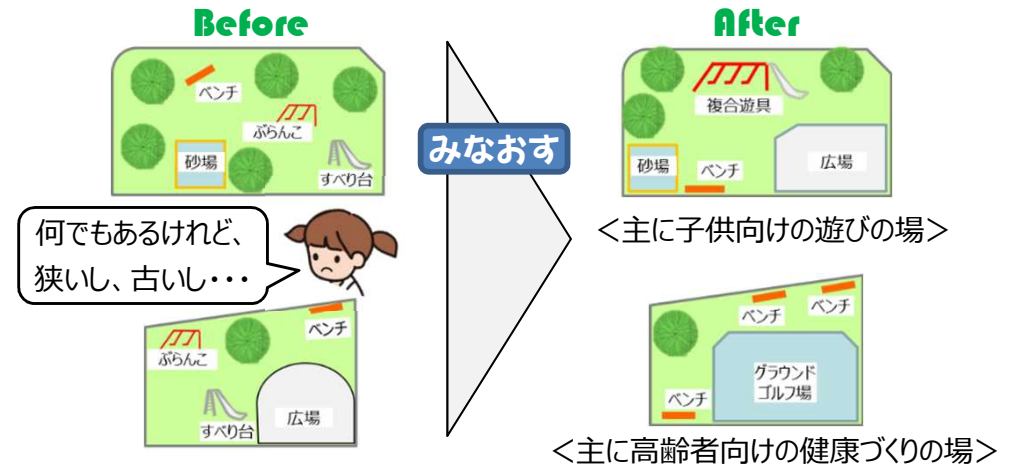 Before
ベンチ
ぶらんこ
砂場
すべり台
何でもあるけれど、
狭いし、古いし・・・
ベンチ
ぶらんこ
すべり台
広場
みなおす
After
複合遊具
砂場
ベンチ
広場
＜主に子供向けの遊びの場＞
ベンチ
ベンチ
グラウンド
ゴルフ場
ベンチ
＜主に高齢者向けの健康づくりの場＞